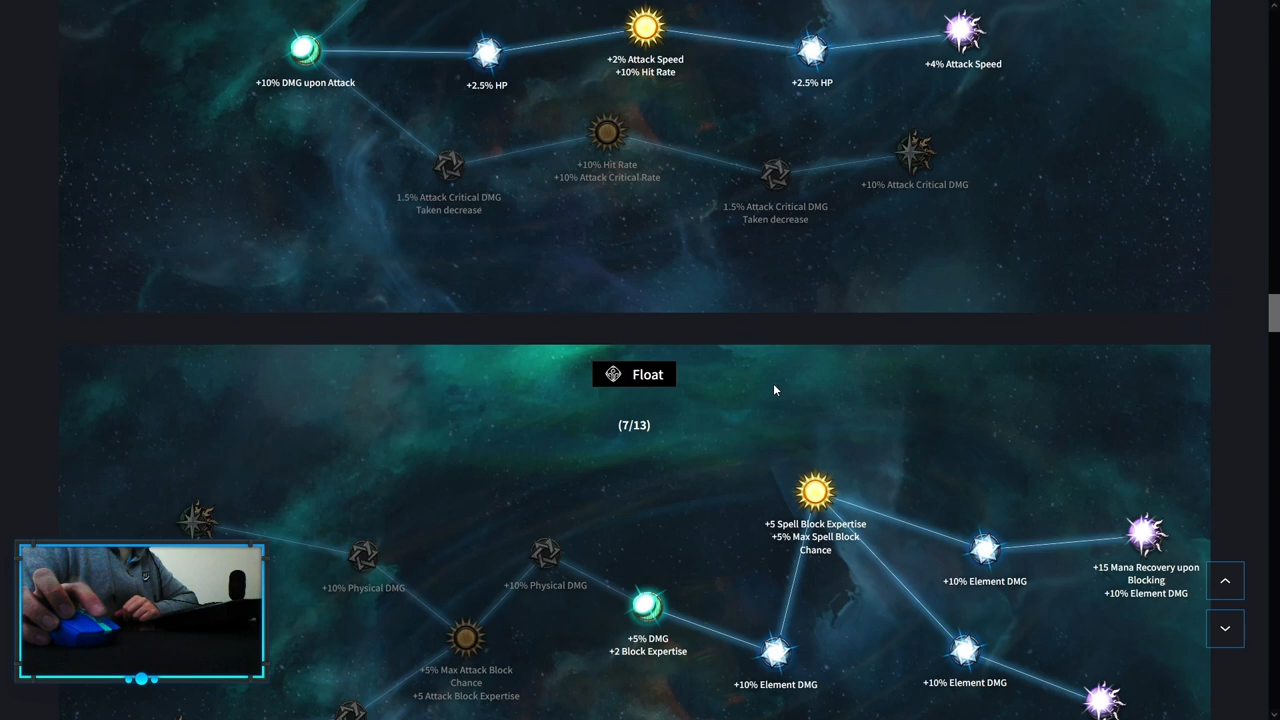 +2% Attack Speed
+10% Hit Rate
+4% Attack Speed
+10% DMG upon Attack
+2.5% HP
+2.5% HP
+10% Hit Rate
+10% Attack Critical Rate
1.5% Attack Critical DMG
Taken decrease
1.5% Attack Critical DMG
Taken decrease
+10% Attack Critical DMG
Float
(7/13)
+5 Spell Block Expertise
+5% Max Spell Block
Chance
+10% Physical DMG
+10% Physical DMG
+10% Element DMG
+15 Mana Recovery upon
Blocking
+10% Element DMG
+5% DMG
+2 Block Expertise
+5% Max Attack Block
Chance
+5 Attack Block Expertise
+10% Element DMG
+10% Element DMG